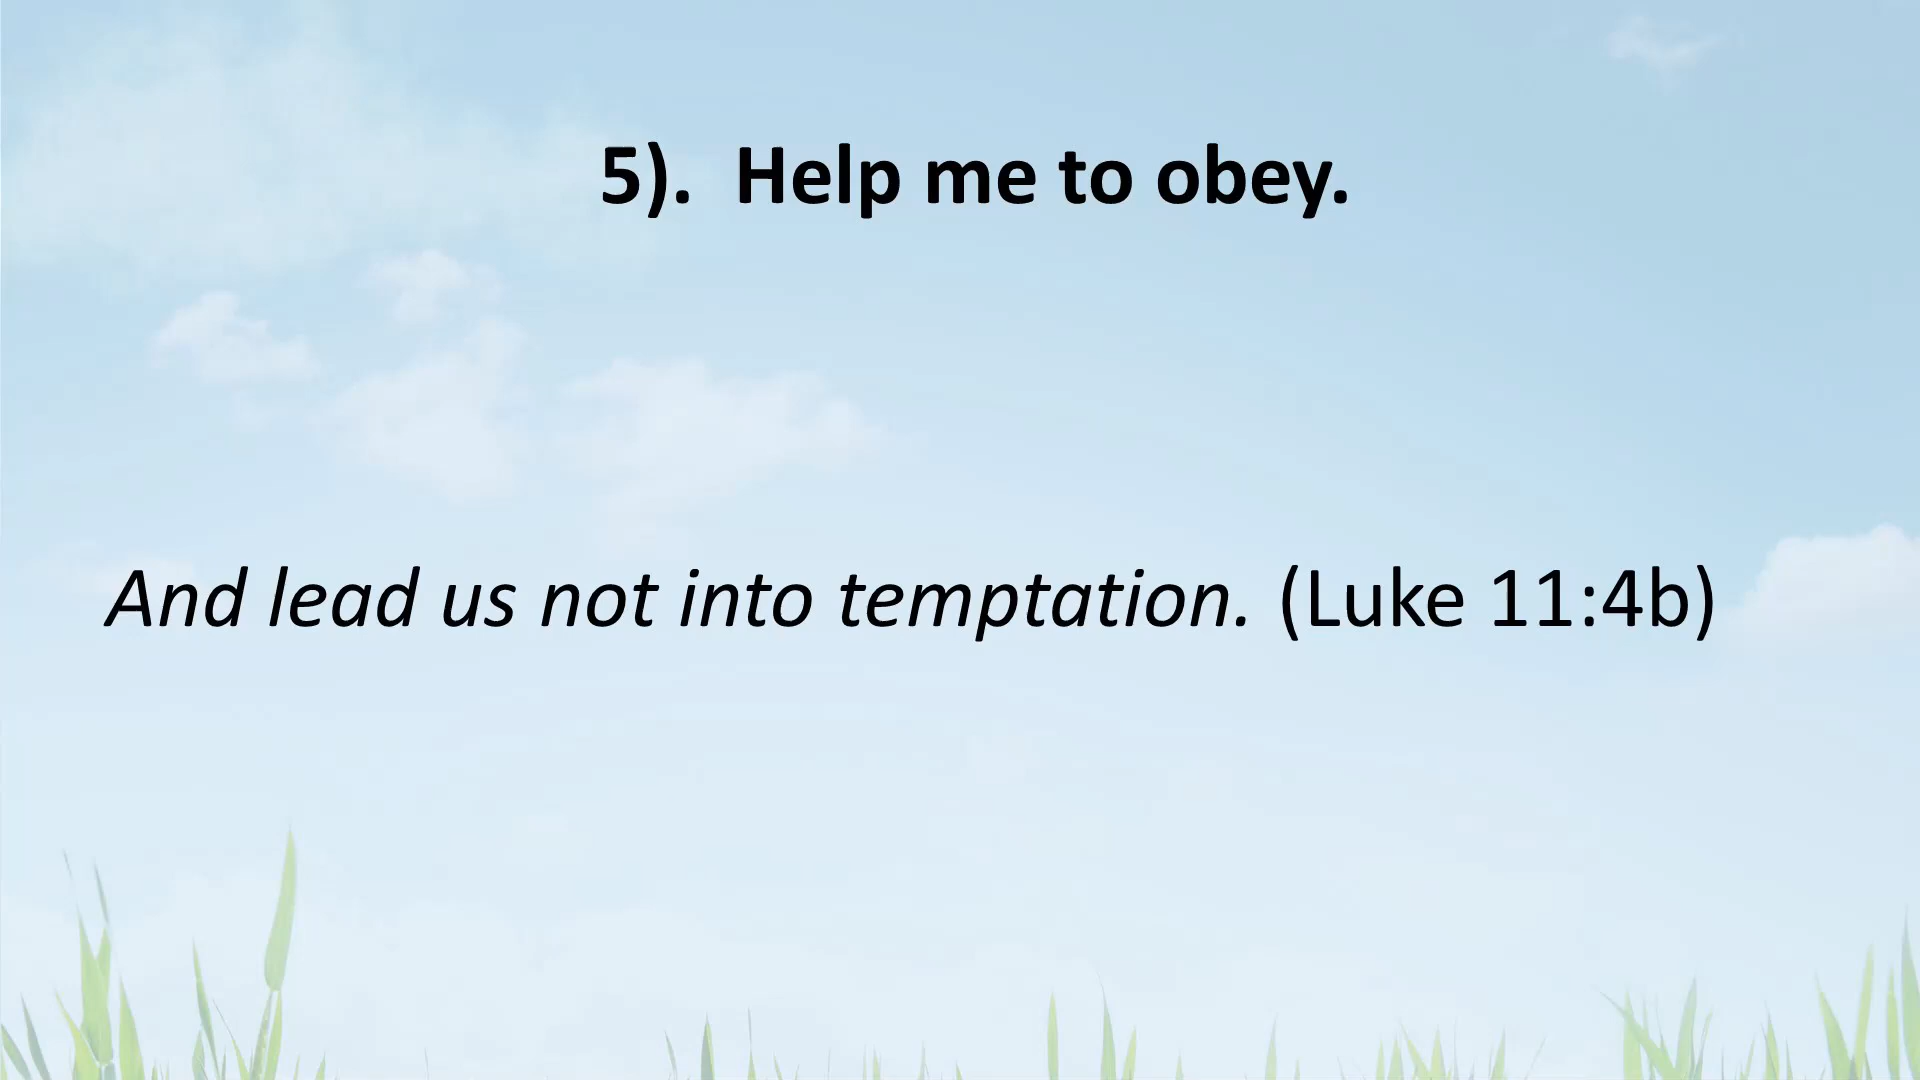 5).  Help me to obey.
And lead us not into temptation. (Luke 11:4b)